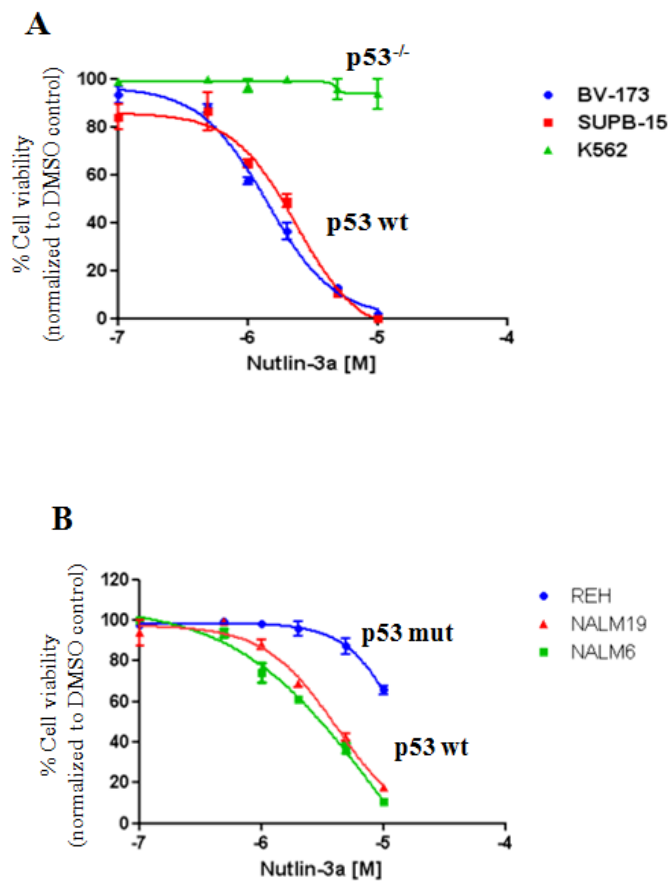 A
p53-/-
100
80
60
40
20
0
-7
-6
-5
-4
% Cell viability
(normalized to DMSO control)
p53 wt
Nutlin-3a [M]
BV-173
SUPB-15
K562
B
120
100
80
60
40
20
0
-7
-6
-5
-4
% Cell viability
(normalized to DMSO control)
p53 mut
p53 wt
Nutlin-3a [M]
REH
NALM19
NALM6